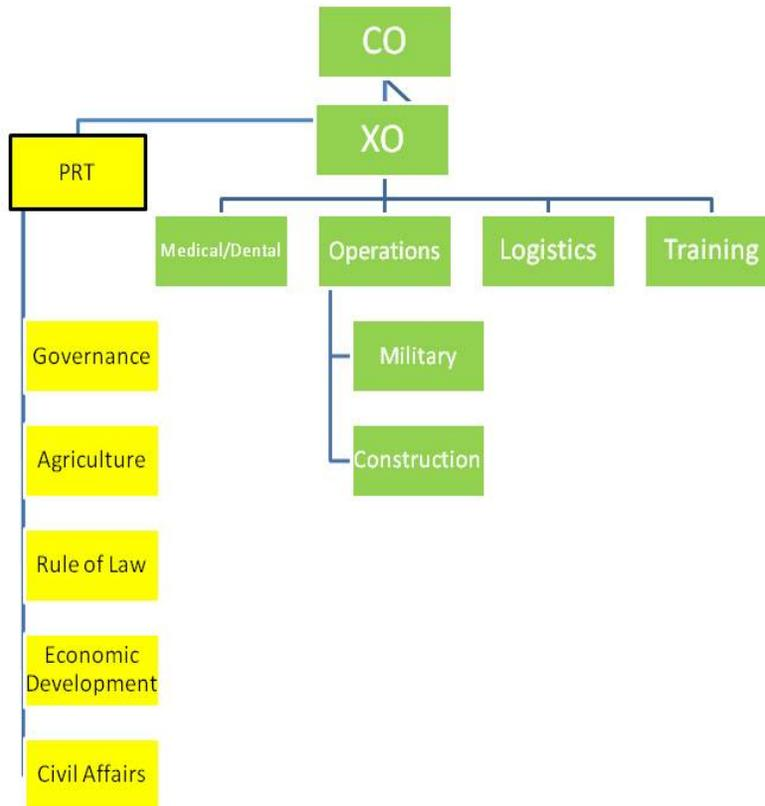 CO
XO
PRT
Medical/Dental
Operations
Logistics
Training
Governance
Military
Agriculture
Construction
Rule of Law
Economic
Development
Civil Affairs